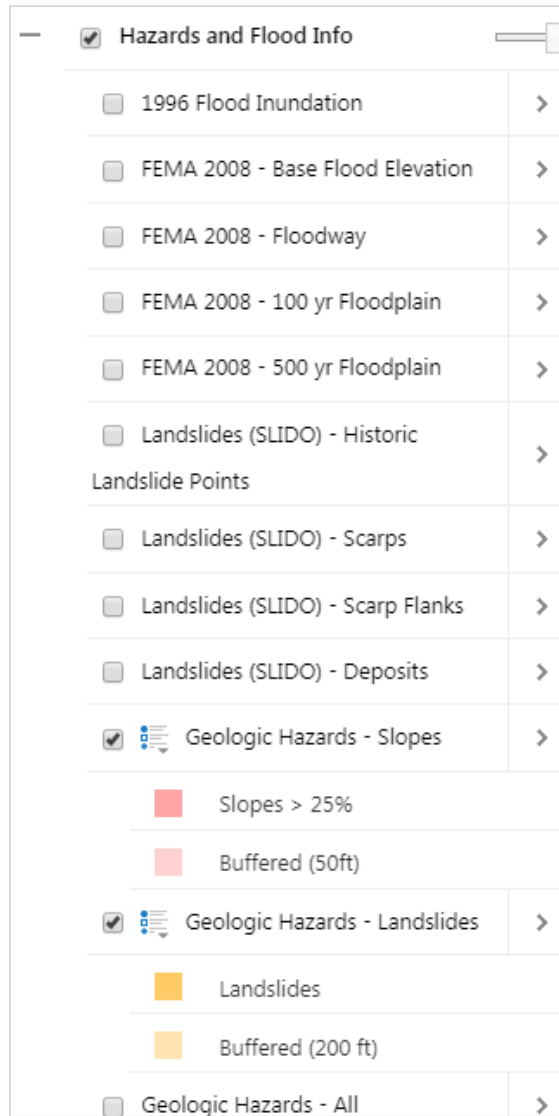 Hazards and Flood Info
1996 Flood Inundation
FEMA 2008 - Base Flood Elevation
FEMA 2008 - Floodway
FEMA 2008 - 100 yr Floodplain
FEMA 2008 - 500 yr Floodplain
Landslides (SLIDO) - Historic
Landslide Points
Landslides (SLIDO) - Scarps
Landslides (SLIDO) - Scarp Flanks
Landslides (SLIDO) - Deposits
Geologic Hazards - Slopes
Slopes > 25%
Buffered (50ft)
Geologic Hazards - Landslides
Landslides
Buffered (200 ft)
Geologic Hazards - All